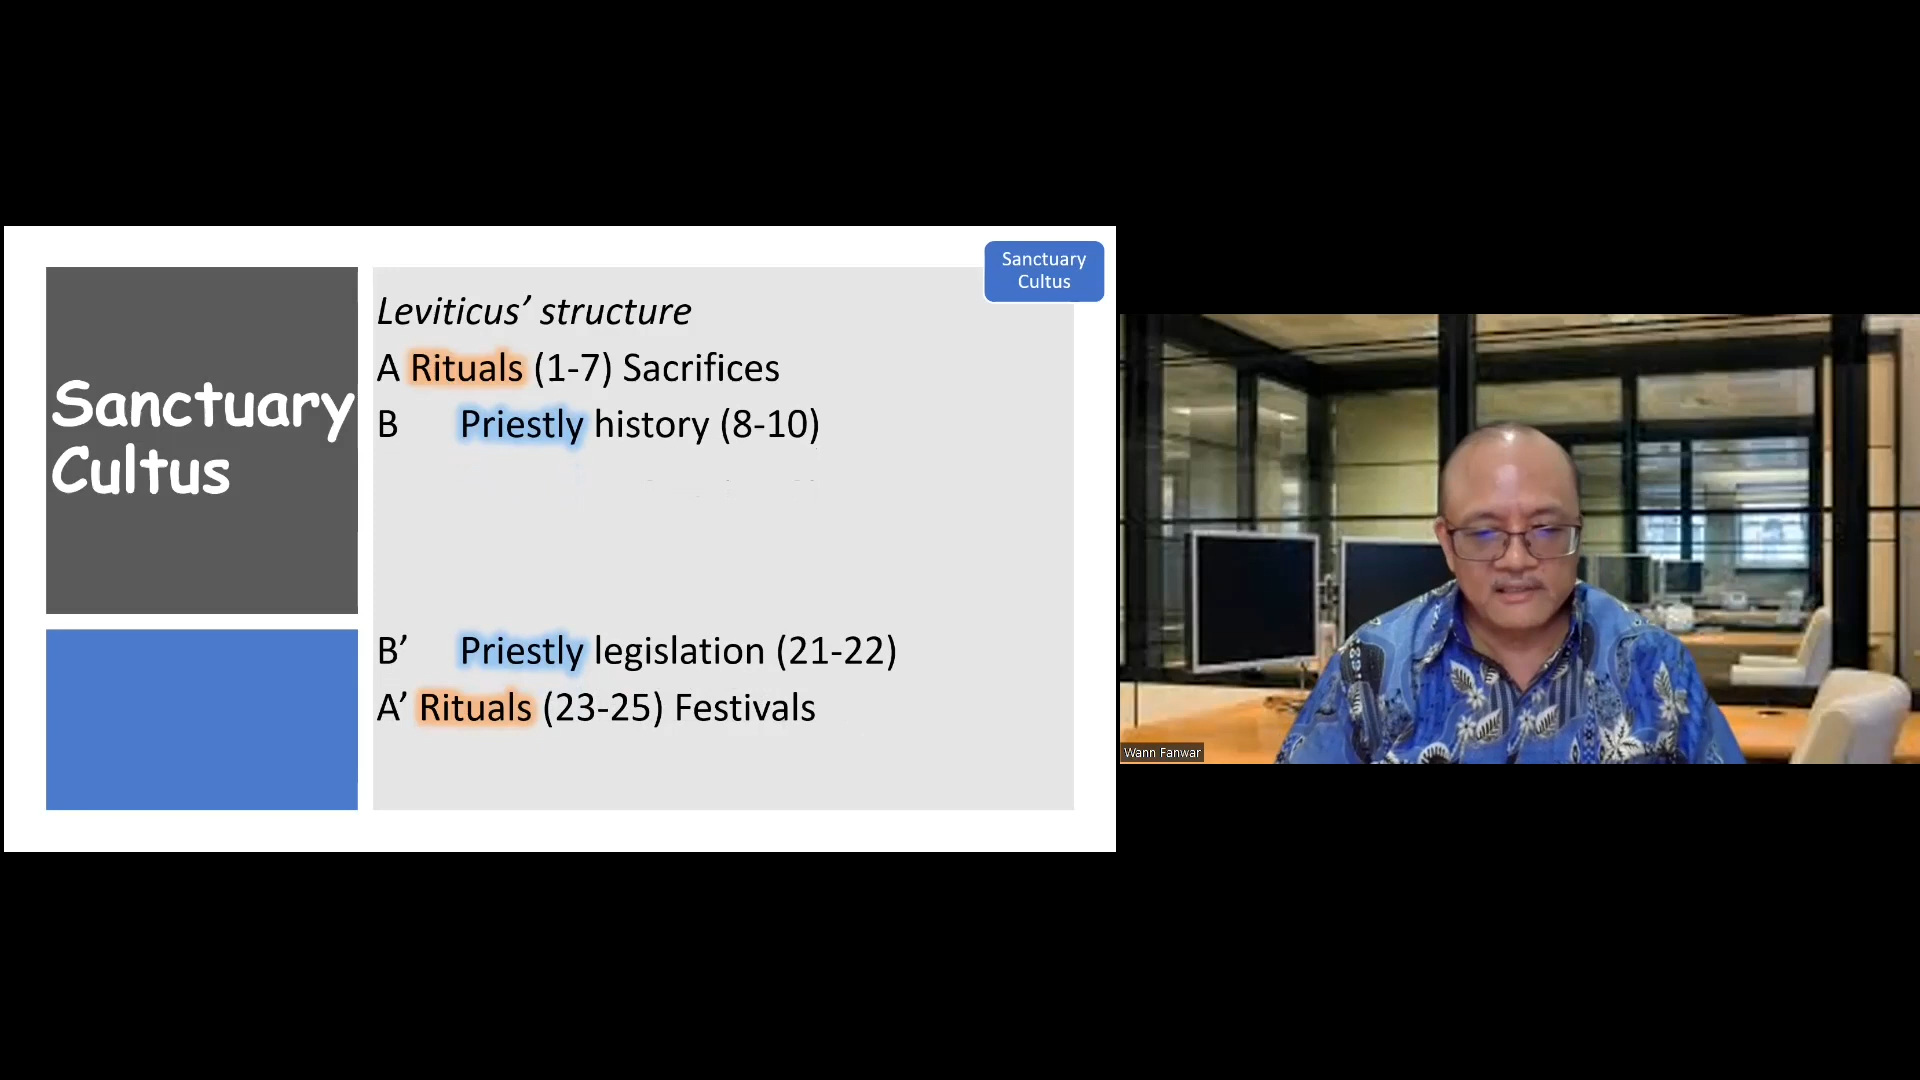 Sanctuary
Cultus
Sanctuary
Cultus
Leviticus’ structure
A Rituals (1-7) Sacrifices
B Priestly history (8-10)
B’ Priestly legislation (21-22)
A’ Rituals (23-25) Festivals
Wann Fanwar